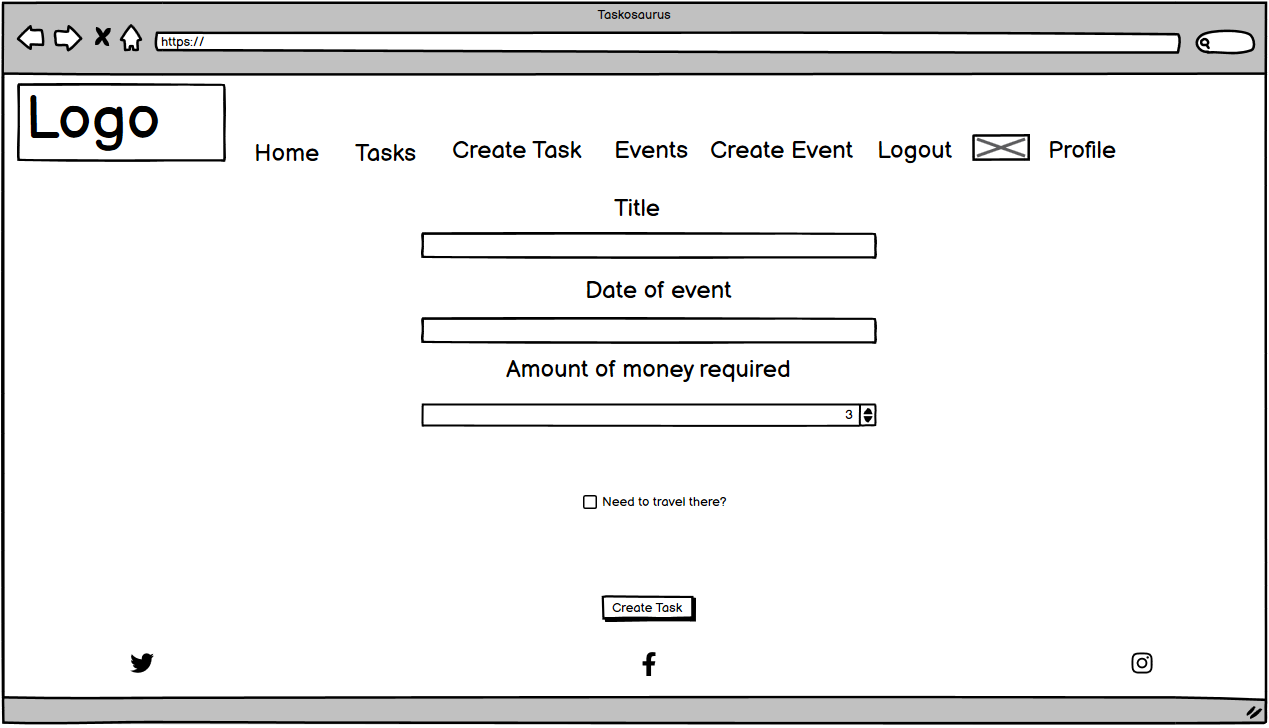 Taskosaurus
https://
Logo
Home Tasks Create Task Events Create Event Logout Profile
Title
Date of event
Amount of money required
3
Need to travel there?
Create Task